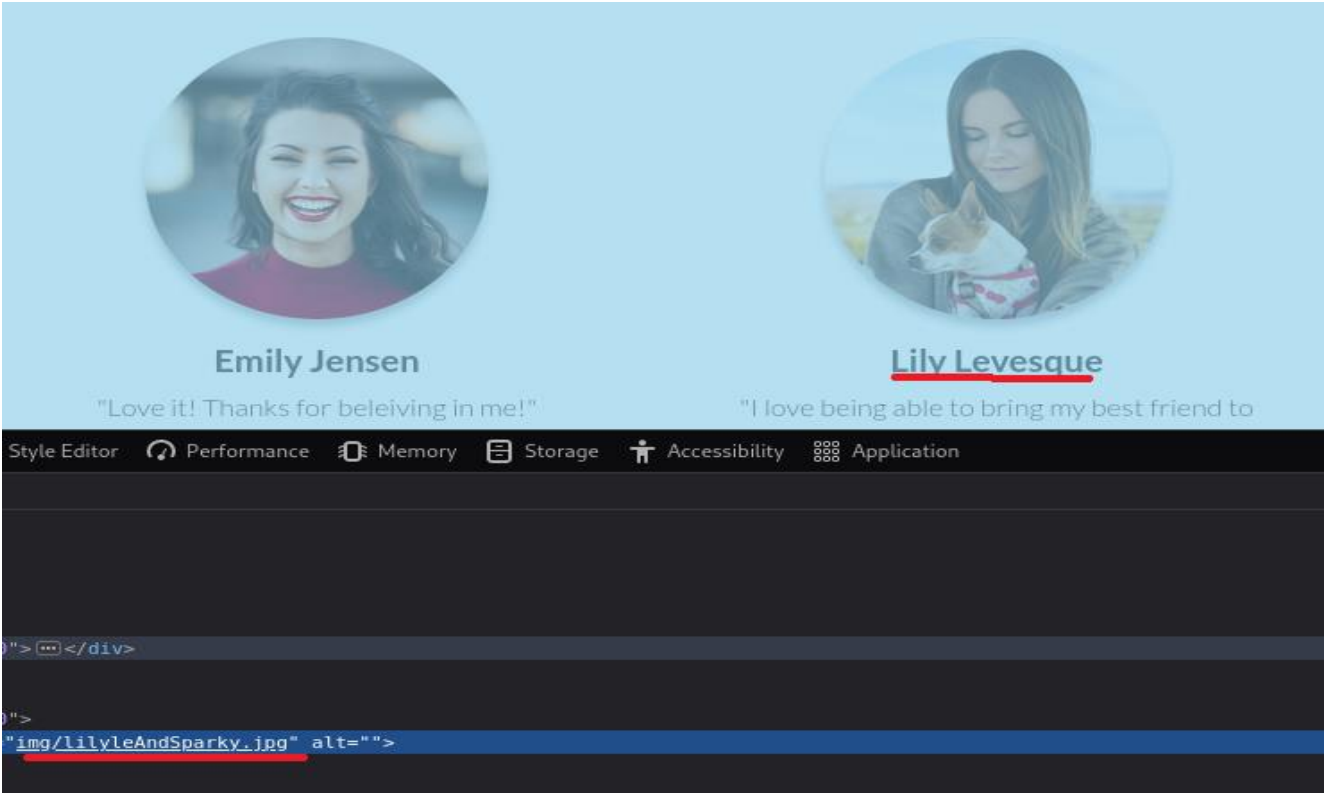 Emily Jensen
Lily Levesque
"Love it! Thanks for beleiving in me!"
"I love being able to bring my best friend to
Style Editor Performance Memory Storage Accessibility Application
0"></div>
0">
="img/lilyleAndSparky.jpg" alt="">